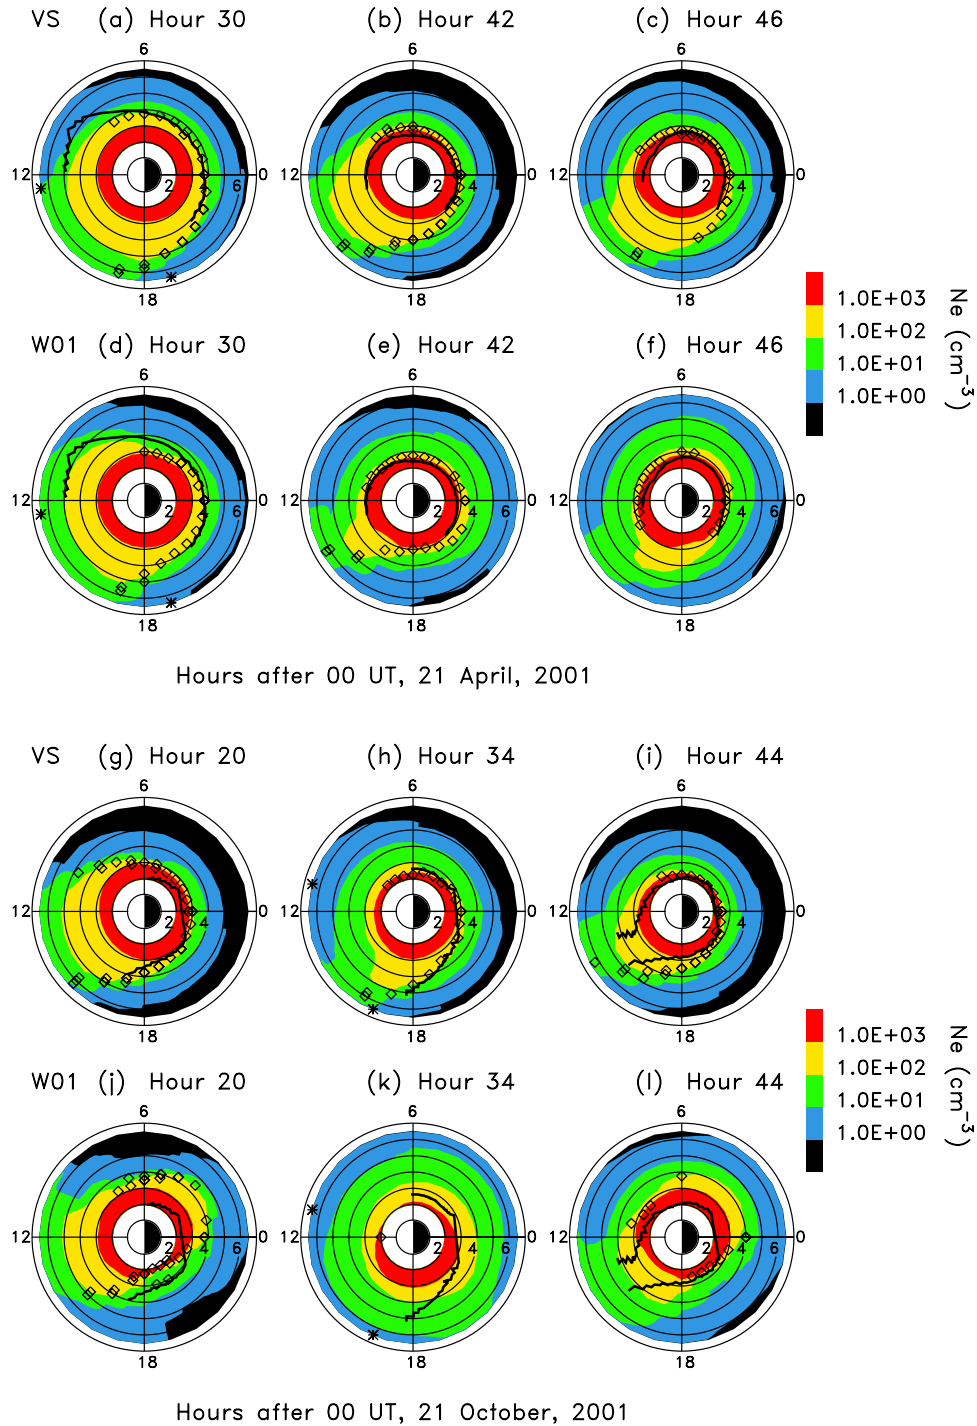 VS (a) Hour 30 (b) Hour 42 (c) Hour 46
6 6 6
12 2 4 6 0 2 4 6 0 2 4 6 0
18 18 18
1.0E+03
1.0E+02
1.0E+01
1.0E+00
Ne (cm⁻³)
W01 (d) Hour 30 (e) Hour 42 (f) Hour 46
6 6 6
12 2 4 6 0 12 2 4 6 0 12 2 4 6 0
18 18 18
Hours after 00 UT, 21 April, 2001
VS (g) Hour 20 (h) Hour 34 (i) Hour 44
6 6 6
12 2 4 6 0 12 2 4 6 0 12 2 4 6 0
18 18 18
1.0E+03
1.0E+02
1.0E+01
1.0E+00
Ne (cm⁻³)
W01 (j) Hour 20 (k) Hour 34 (l) Hour 44
6 6 6
12 2 4 6 0 12 2 4 6 0 12 2 4 6 0
18 18 18
Hours after 00 UT, 21 October, 2001